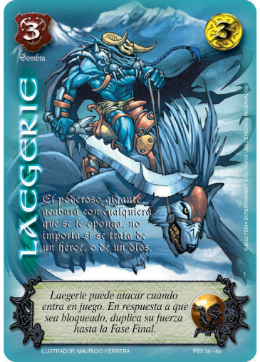 3
3
Sombra
LAEGERIE
El poderoso gigante
acabará con cualquiera
que se le oponga, no
importa si se trata de
un héroe, o de un dios.
Laegerie puede atacar cuando
entra en juego. En respuesta a que
sea bloqueado, duplica su fuerza
hasta la Fase Final.
ILUSTRADOR: MAURICIO HERRERA